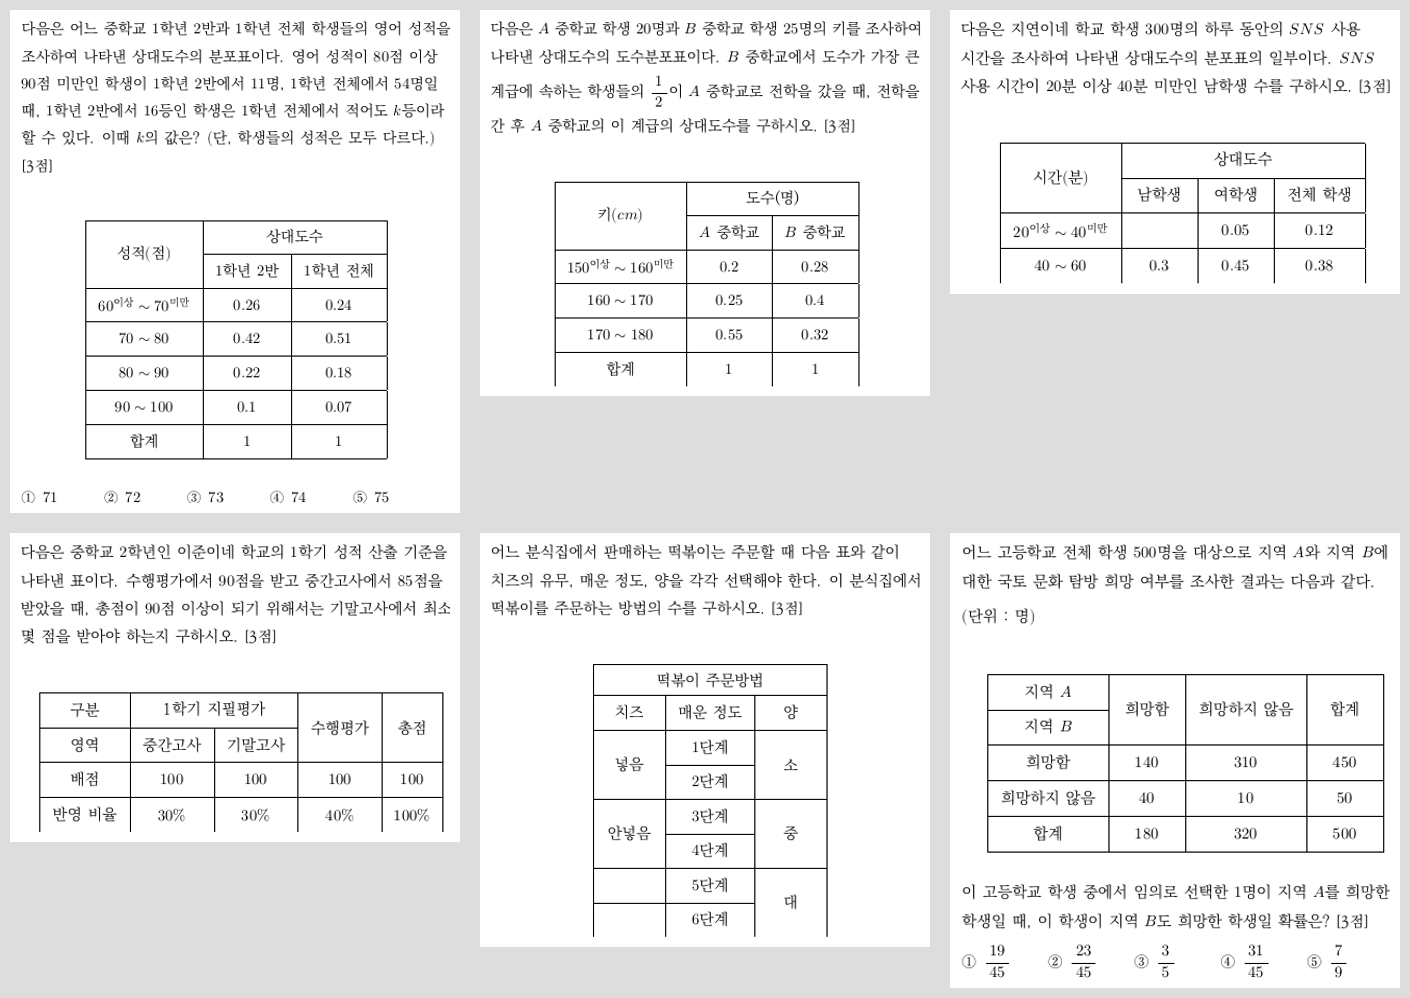 다음은 어느 중학교 1학년 2반과 1학년 전체 학생들의 영어 성적을
조사하여 나타낸 상대도수의 분포표이다. 영어 성적이 80점 이상
90점 미만인 학생이 1학년 2반에서 11명, 1학년 전체에서 54명일
때, 1학년 2반에서 16등인 학생은 1학년 전체에서 적어도 k등이라
할 수 있다. 이때 k의 값은? (단, 학생들의 성적은 모두 다르다.)
[3점]
성적(점) 상대도수
1학년 2반 1학년 전체
60이상 ~ 70미만 0.26 0.24
70 ~ 80 0.42 0.51
80 ~ 90 0.22 0.18
90 ~ 100 0.1 0.07
합계 1 1
① 71 ② 72 ③ 73 ④ 74 ⑤ 75
다음은 A 중학교 학생 20명과 B 중학교 학생 25명의 키를 조사하여
나타낸 상대도수의 도수분포표이다. B 중학교에서 도수가 가장 큰
계급에 속하는 학생들의 1/2이 A 중학교로 전학을 갔을 때, 전학을
간 후 A 중학교의 이 계급의 상대도수를 구하시오. [3점]
키(cm) 도수(명)
A 중학교 B 중학교
150이상 ~ 160미만 0.2 0.28
160 ~ 170 0.25 0.4
170 ~ 180 0.55 0.32
합계 1 1
다음은 지연이네 학교 학생 300명의 하루 동안의 SNS 사용
시간을 조사하여 나타낸 상대도수의 분포표의 일부이다. SNS
사용 시간이 20분 이상 40분 미만인 남학생 수를 구하시오. [3점]
시간(분) 상대도수
남학생 여학생 전체 학생
20이상 ~ 40미만 0.05 0.12
40 ~ 60 0.3 0.45 0.38
다음은 중학교 2학년인 이준이네 학교의 1학기 성적 산출 기준을
나타낸 표이다. 수행평가에서 90점을 받고 중간고사에서 85점을
받았을 때, 총점이 90점 이상이 되기 위해서는 기말고사에서 최소
몇 점을 받아야 하는지 구하시오. [3점]
구분 1학기 지필평가 수행평가 총점
영역 중간고사 기말고사
배점 100 100 100 100
반영 비율 30% 30% 40% 100%
어느 분식집에서 판매하는 떡볶이는 주문할 때 다음 표와 같이
치즈의 유무, 매운 정도, 양을 각각 선택해야 한다. 이 분식집에서
떡볶이를 주문하는 방법의 수를 구하시오. [3점]
떡볶이 주문방법
치즈 매운 정도 양
넣음 1단계 소
2단계
안넣음 3단계 중
4단계
5단계 대
6단계
어느 고등학교 전체 학생 500명을 대상으로 지역 A와 지역 B에
대한 국토 문화 탐방 희망 여부를 조사한 결과는 다음과 같다.
(단위 : 명)
지역 A 희망함 희망하지 않음 합계
지역 B
희망함 140 310 450
희망하지 않음 40 10 50
합계 180 320 500
이 고등학교 학생 중에서 임의로 선택한 1명이 지역 A를 희망한
학생일 때, 이 학생이 지역 B도 희망한 학생일 확률은? [3점]
① 19/45 ② 23/45 ③ 3/5 ④ 31/45 ⑤ 7/9